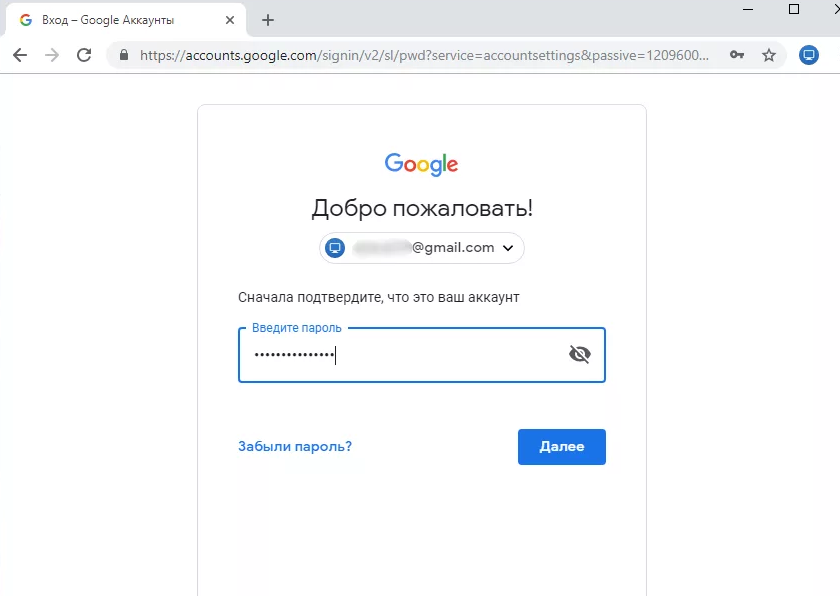 Вход – Google Аккаунты
https://accounts.google.com/signin/v2/sl/pwd?service=accountsettings&passive=1209600...
Google
Добро пожаловать!
@gmail.com
Сначала подтвердите, что это ваш аккаунт
Введите пароль
•••••••••••••••
Забыли пароль?
Далее